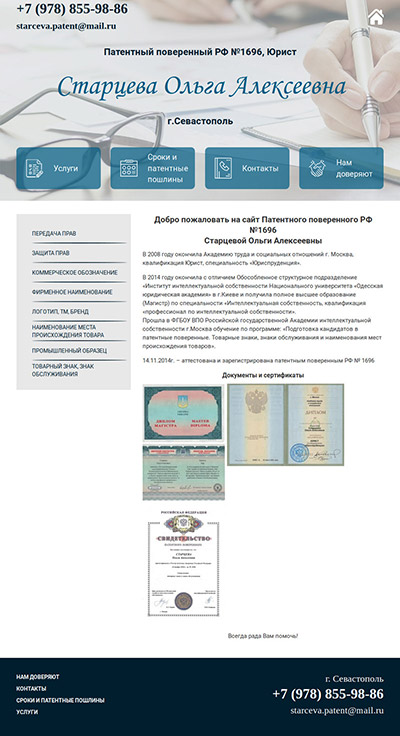 +7 (978) 855-98-86
starceva.patent@mail.ru
Патентный поверенный РФ №1696, Юрист
Старцева Ольга Алексеевна
г.Севастополь
Услуги
Сроки и
патентные
пошлины
Контакты
Нам
доверяют
ПЕРЕДАЧА ПРАВ
ЗАЩИТА ПРАВ
КОММЕРЧЕСКОЕ ОБОЗНАЧЕНИЕ
ФИРМЕННОЕ НАИМЕНОВАНИЕ
ЛОГОТИП, ТМ, БРЕНД
НАИМЕНОВАНИЕ МЕСТА
ПРОИСХОЖДЕНИЯ ТОВАРА
ПРОМЫШЛЕННЫЙ ОБРАЗЕЦ
ТОВАРНЫЙ ЗНАК, ЗНАК
ОБСЛУЖИВАНИЯ
Добро пожаловать на сайт Патентного поверенного РФ
№1696
Старцевой Ольги Алексеевны
В 2008 году окончила Академию труда и социальных отношений г. Москва,
квалификация Юрист, специальность «Юриспруденция».
В 2014 году окончила с отличием Обособленное структурное подразделение
«Институт интеллектуальной собственности Национального университета «Одесская
юридическая академия» в г.Киеве и получила полное высшее образование
(Магистр) по специальности «Интеллектуальная собственность, квалификация
«профессионал по интеллектуальной собственности».
Прошла в ФГБОУ ВПО Российской государственной Академии интеллектуальной
собственности г.Москва обучение по программе: «Подготовка кандидатов в
патентные поверенные. Товарные знаки, знаки обслуживания и наименования мест
происхождения товаров».
14.11.2014г. – аттестована и зарегистрирована патентным поверенным РФ № 1696
Документы и сертификаты
ДИПЛОМ МАГИСТРА
MASTER DIPLOMA
ДИПЛОМ
РОССИЙСКАЯ ФЕДЕРАЦИЯ
СВИДЕТЕЛЬСТВО
Всегда рада Вам помочь!
НАМ ДОВЕРЯЮТ
КОНТАКТЫ
СРОКИ И ПАТЕНТНЫЕ ПОШЛИНЫ
УСЛУГИ
г. Севастополь
+7 (978) 855-98-86
starceva.patent@mail.ru